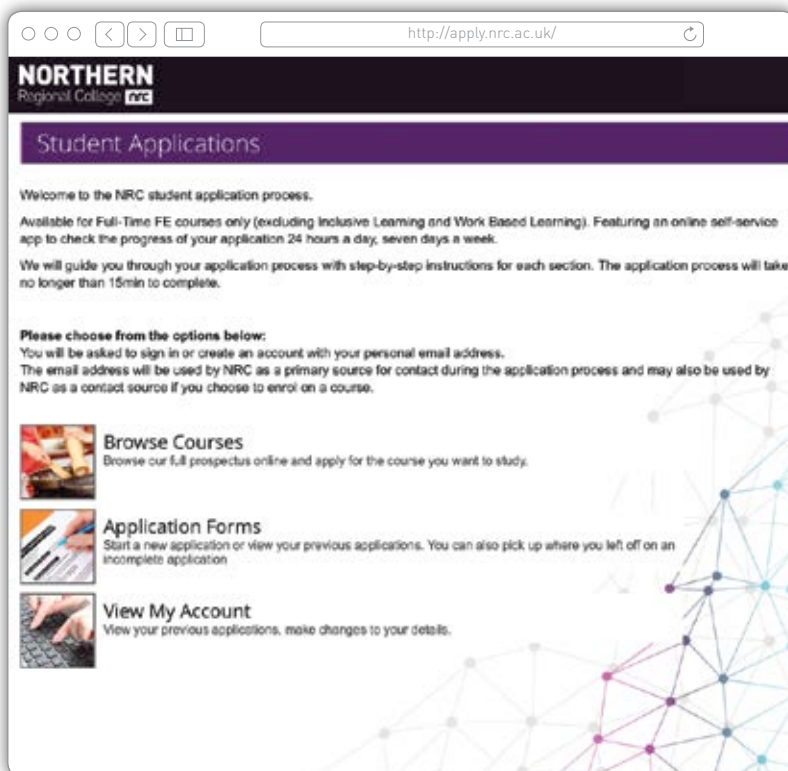 http://apply.nrc.ac.uk/
NORTHERN
Regional College nrc
Student Applications
Welcome to the NRC student application process.
Available for Full-Time FE courses only (excluding Inclusive Learning and Work Based Learning). Featuring an online self-service
app to check the progress of your application 24 hours a day, seven days a week.
We will guide you through your application process with step-by-step instructions for each section. The application process will take
no longer than 15min to complete.
Please choose from the options below:
You will be asked to sign in or create an account with your personal email address.
The email address will be used by NRC as a primary source for contact during the application process and may also be used by
NRC as a contact source if you choose to enrol on a course.
Browse Courses
Browse our full prospectus online and apply for the course you want to study.
Application Forms
Start a new application or view your previous applications. You can also pick up where you left off on an
incomplete application
View My Account
View your previous applications, make changes to your details.